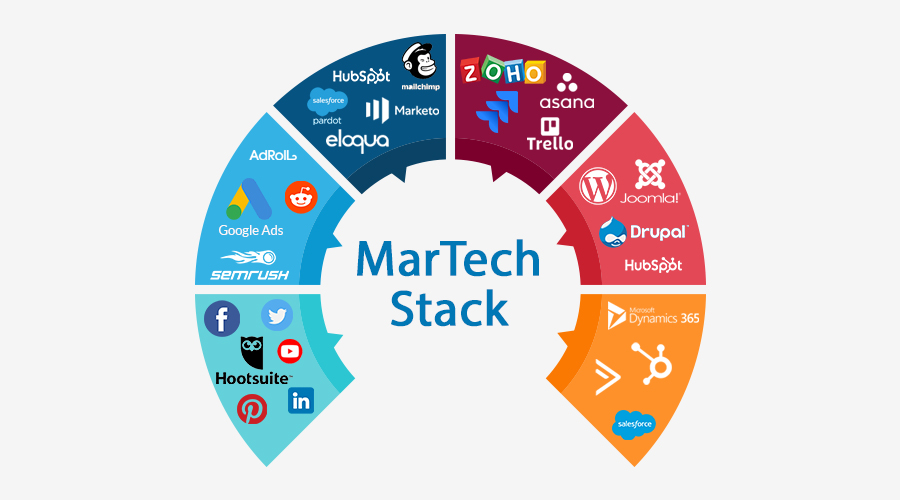 HubSpot
mailchimp
salesforce
pardot
Marketo
eloqua
ZOHO
asana
Trello
AdRoll
Google Ads
semrush
Joomla!
Drupal
HubSpot
MarTech
Stack
Hootsuite
in
Microsoft
Dynamics 365
salesforce